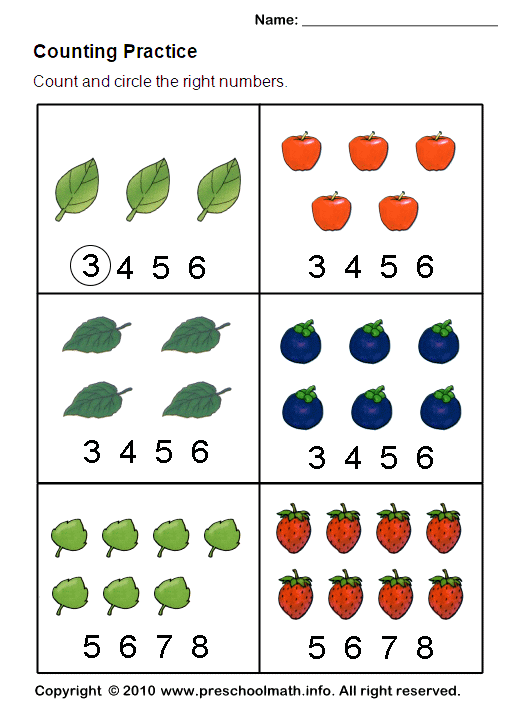 Name:
Counting Practice
Count and circle the right numbers.
3 4 5 6
3 4 5 6
3 4 5 6
3 4 5 6
5 6 7 8
5 6 7 8
Copyright © 2010 www.preschoolmath.info. All right reserved.